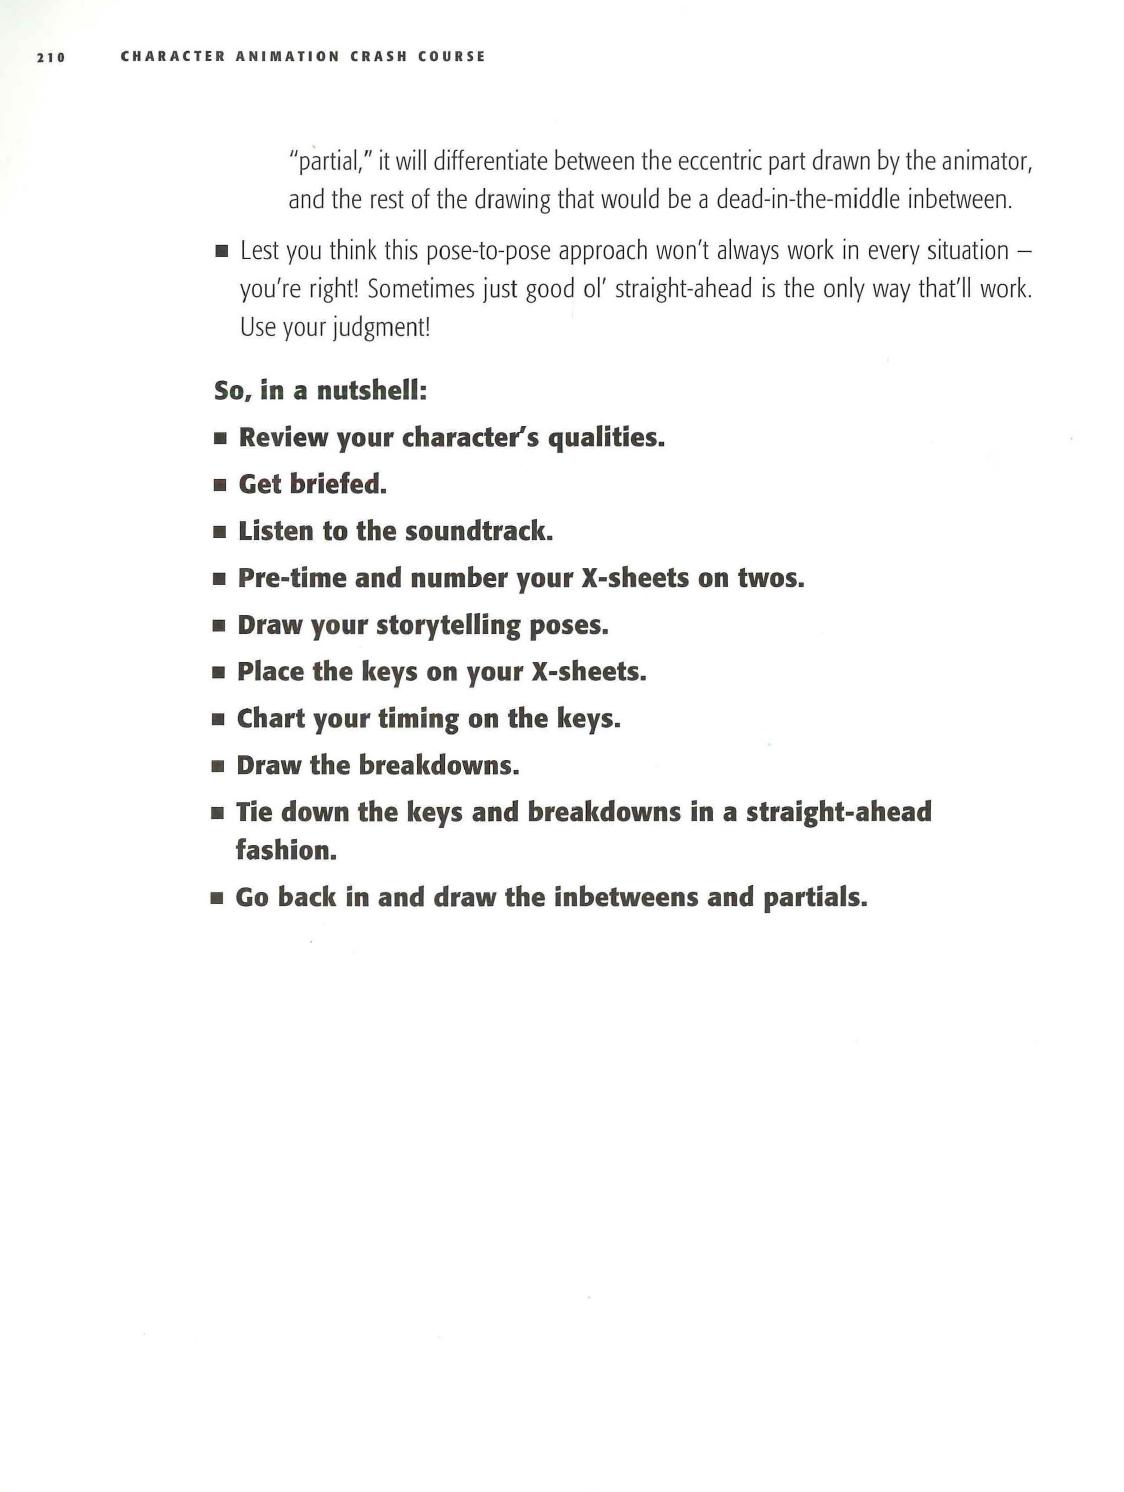 210 CHARACTER ANIMATION CRASH COURSE
“partial,” it will differentiate between the eccentric part drawn by the animator,
and the rest of the drawing that would be a dead-in-the-middle inbetween.
■ Lest you think this pose-to-pose approach won't always work in every situation –
you're right! Sometimes just good ol' straight-ahead is the only way that'll work.
Use your judgment!
So, in a nutshell:
■ Review your character's qualities.
■ Get briefed.
■ Listen to the soundtrack.
■ Pre-time and number your X-sheets on twos.
■ Draw your storytelling poses.
■ Place the keys on your X-sheets.
■ Chart your timing on the keys.
■ Draw the breakdowns.
■ Tie down the keys and breakdowns in a straight-ahead
fashion.
■ Go back in and draw the inbetweens and partials.